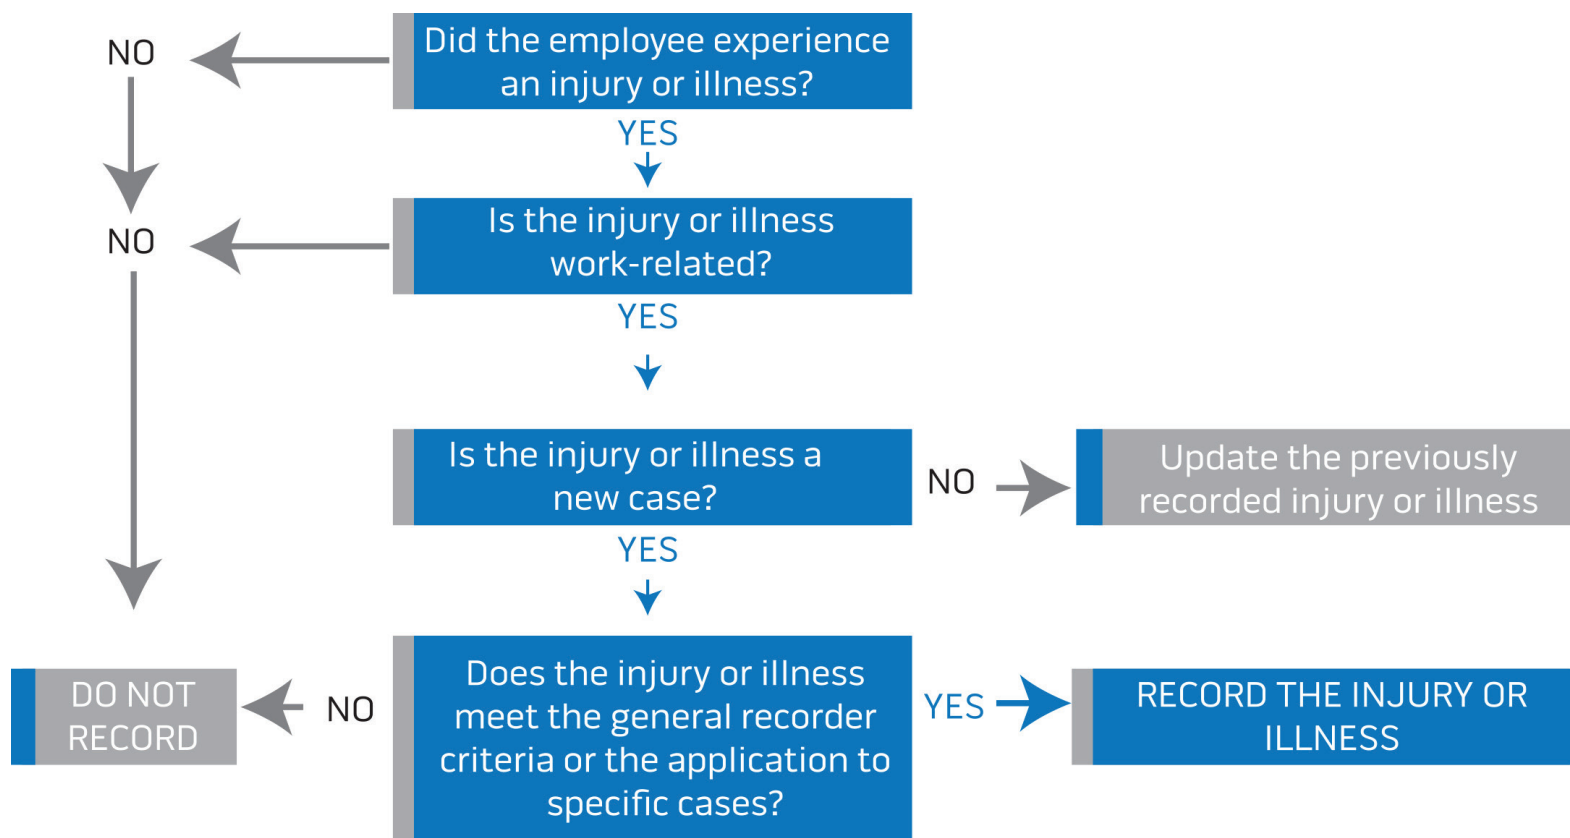 NO
Did the employee experience
an injury or illness?
YES
NO
Is the injury or illness
work-related?
YES
Is the injury or illness a
new case?
NO
Update the previously
recorded injury or illness
YES
DO NOT
RECORD
NO
Does the injury or illness
meet the general recorder
criteria or the application to
specific cases?
YES
RECORD THE INJURY OR
ILLNESS